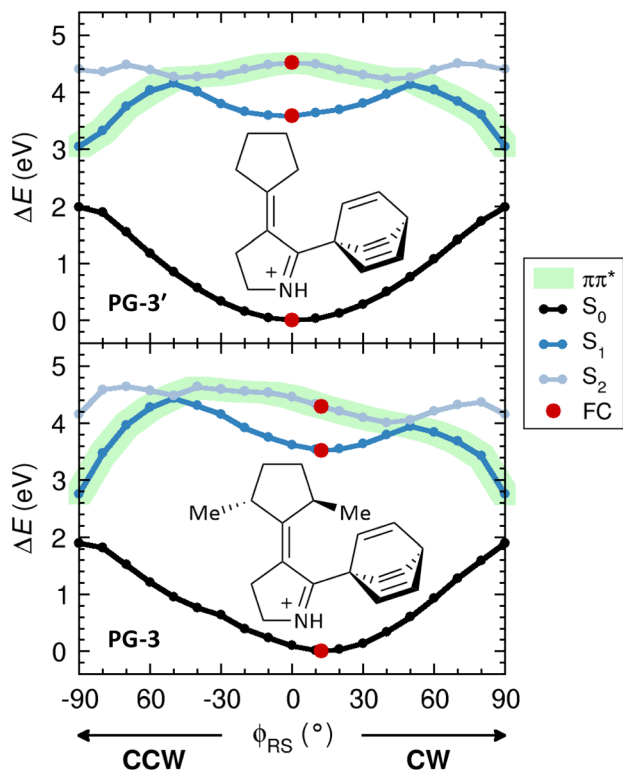 5
4
3
2
1
0
ΔE (eV)
+
NH
PG-3′
5
4
3
2
1
0
ΔE (eV)
Me
Me
+
NH
PG-3
-90 -60 -30 0 30 60 90
ϕRS (°)
CCW CW
ππ*
S0
S1
S2
FC